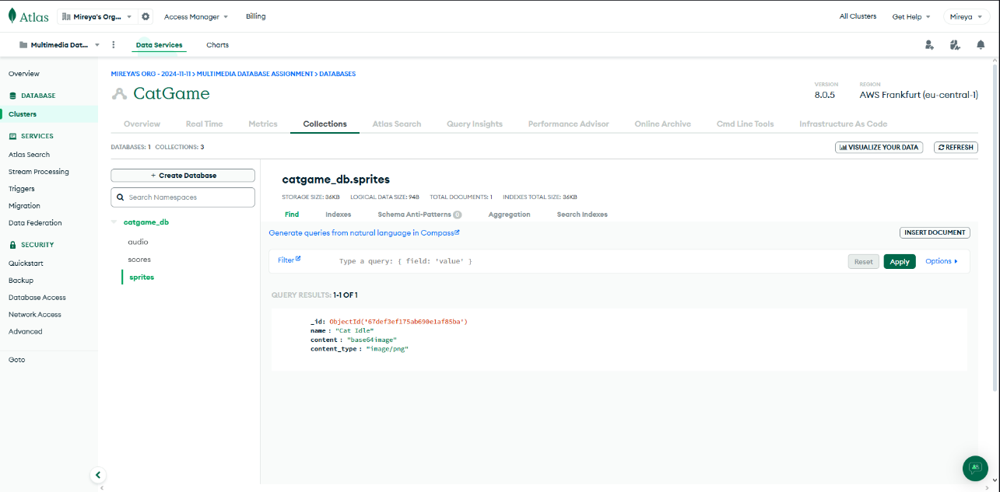 Atlas
Mireya's Org...
Access Manager
Billing
All Clusters
Get Help
Mireya
Multimedia Dat...
Data Services
Charts
Overview
DATABASE
Clusters
SERVICES
Atlas Search
Stream Processing
Triggers
Migration
Data Federation
SECURITY
Quickstart
Backup
Database Access
Network Access
Advanced
Goto
MIREYA'S ORG - 2024-11-11 > MULTIMEDIA DATABASE ASSIGNMENT > DATABASES
CatGame
VERSION
8.0.5
REGION
AWS Frankfurt (eu-central-1)
Overview
Real Time
Metrics
Collections
Atlas Search
Query Insights
Performance Advisor
Online Archive
Cmd Line Tools
Infrastructure As Code
DATABASES: 1 COLLECTIONS: 3
VISUALIZE YOUR DATA
REFRESH
+ Create Database
Search Namespaces
catgame_db
audio
scores
sprites
catgame_db.sprites
STORAGE SIZE: 36KB LOGICAL DATA SIZE: 94B TOTAL DOCUMENTS: 1 INDEXES TOTAL SIZE: 36KB
Find
Indexes
Schema Anti-Patterns 0
Aggregation
Search Indexes
Generate queries from natural language in Compass
INSERT DOCUMENT
Filter
Type a query: { field: 'value' }
Reset
Apply
Options
QUERY RESULTS: 1-1 OF 1
_id: ObjectId('67def3ef175ab690e1af85ba')
name : "Cat Idle"
content : "base64image"
content_type : "image/png"